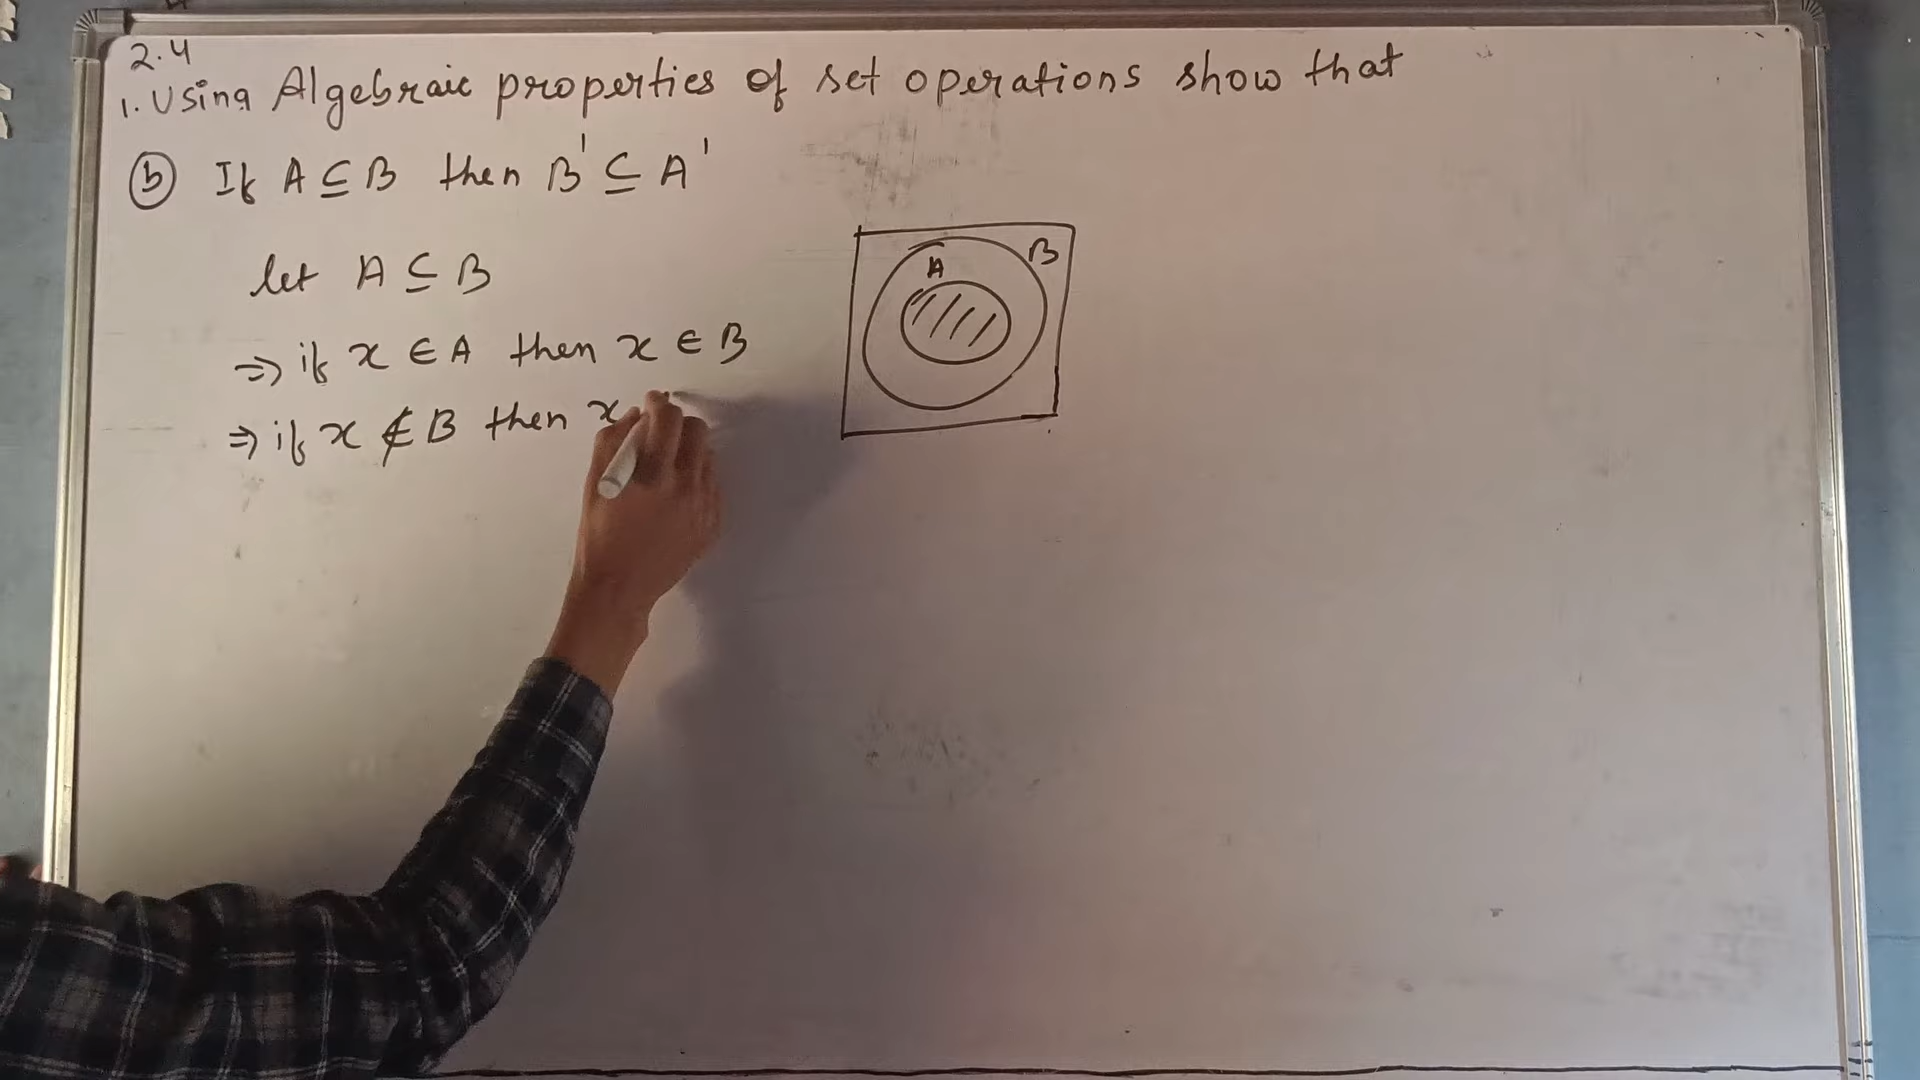 2.4
1. Using Algebraic properties of set operations show that
(b) If A ⊆ B then B' ⊆ A'
let A ⊆ B
⇒ if x ∈ A then x ∈ B
⇒ if x ∉ B then x
A
B